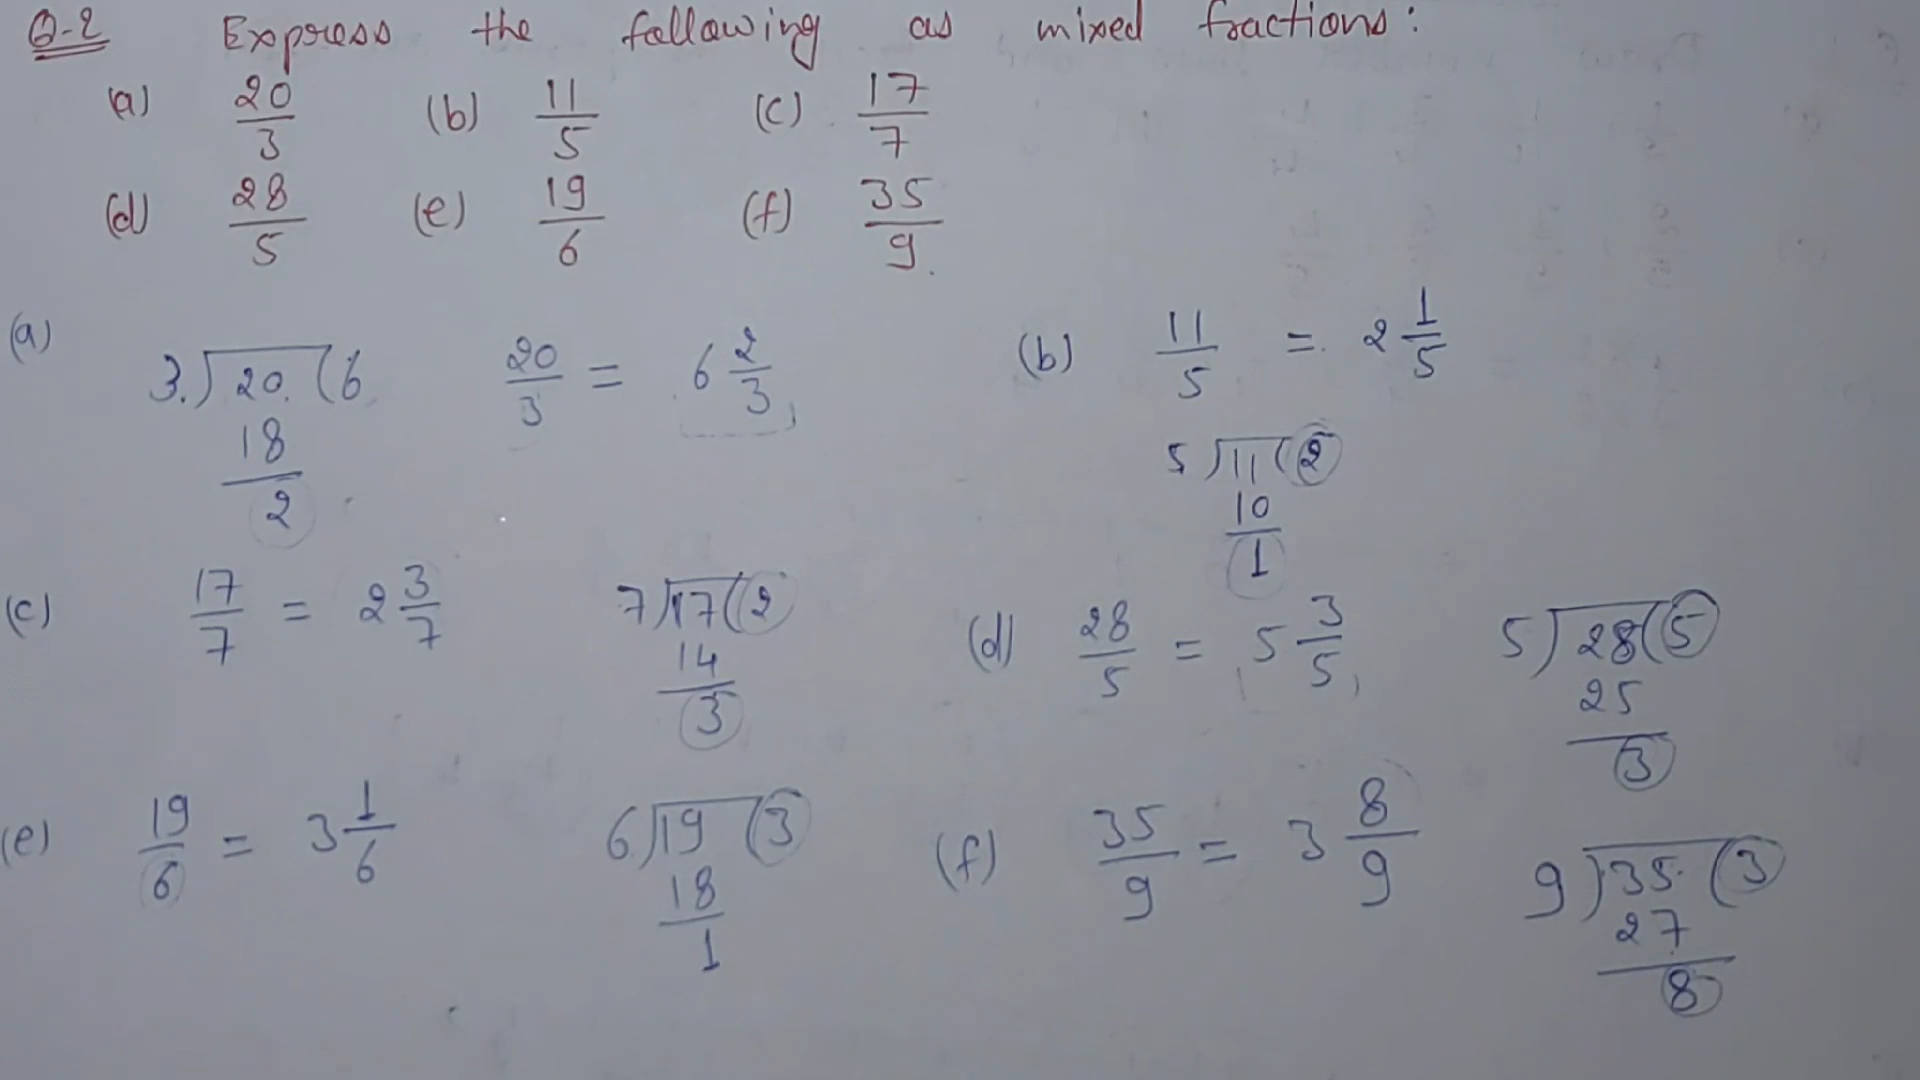 Q-2 Express the following as mixed fractions:
(a) 20/3 (b) 11/5 (c) 17/7
(d) 28/5 (e) 19/6 (f) 35/9
(a) 3)20(6
18
2
20/3 = 6 2/3
(b) 11/5 = 2 1/5
5)11(2
10
1
(c) 17/7 = 2 3/7
7)17(2
14
3
(d) 28/5 = 5 3/5
5)28(5
25
3
(e) 19/6 = 3 1/6
6)19(3
18
1
(f) 35/9 = 3 8/9
9)35(3
27
8